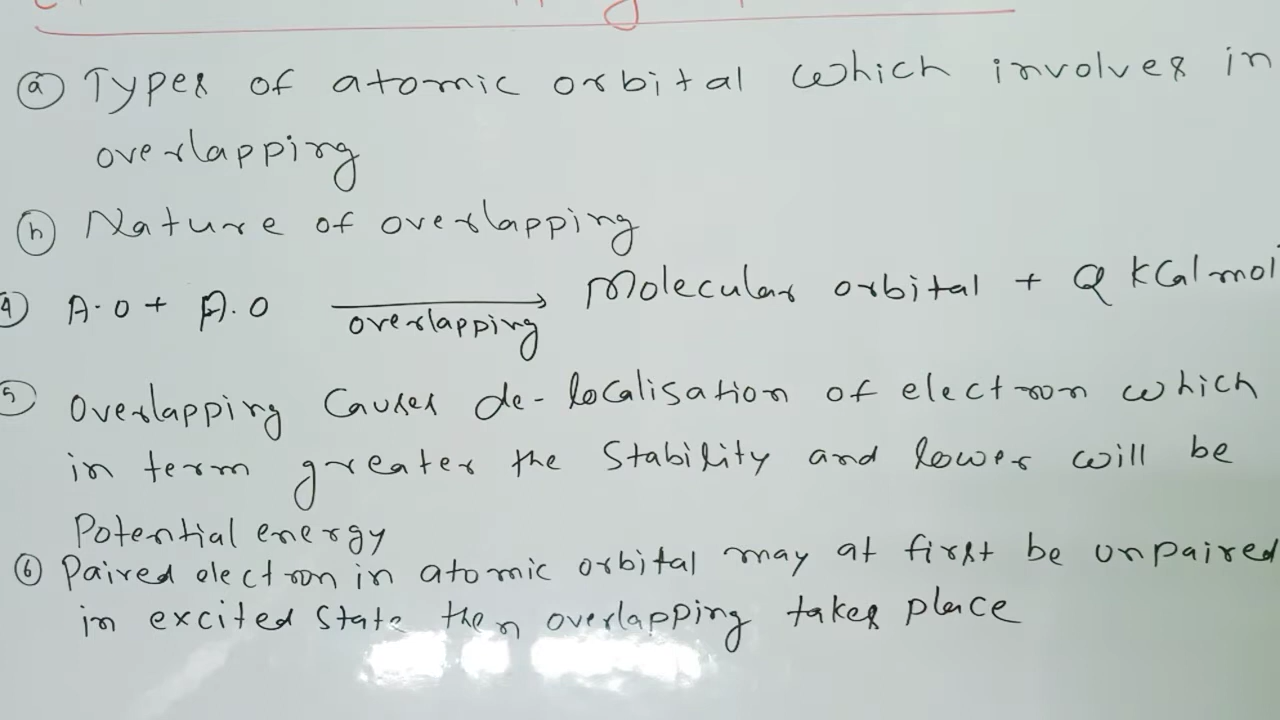 (a) Types of atomic orbital which involves in
overlapping
(b) Nature of overlapping
(4) A.O + A.O overlapping → Molecular orbital + Q kCal mol
(5) Overlapping causes de-localisation of electron which
in term greater the stability and lower will be
Potential energy
(6) Paired electron in atomic orbital may at first be unpaired
in excited state then overlapping takes place